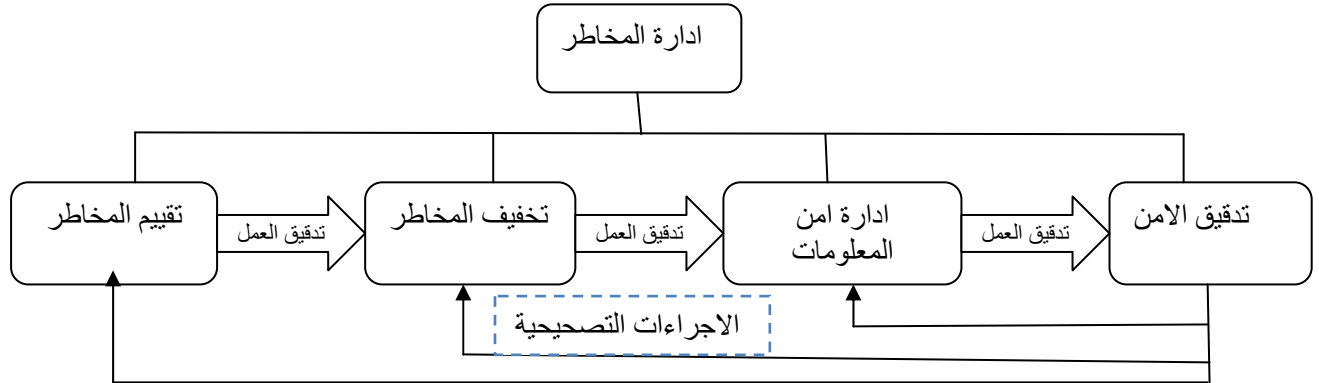 ادارة المخاطر
تقييم المخاطر
تدقيق العمل
تخفيف المخاطر
تدقيق العمل
ادارة امن
المعلومات
تدقيق العمل
تدقيق الامن
الاجراءات التصحيحية